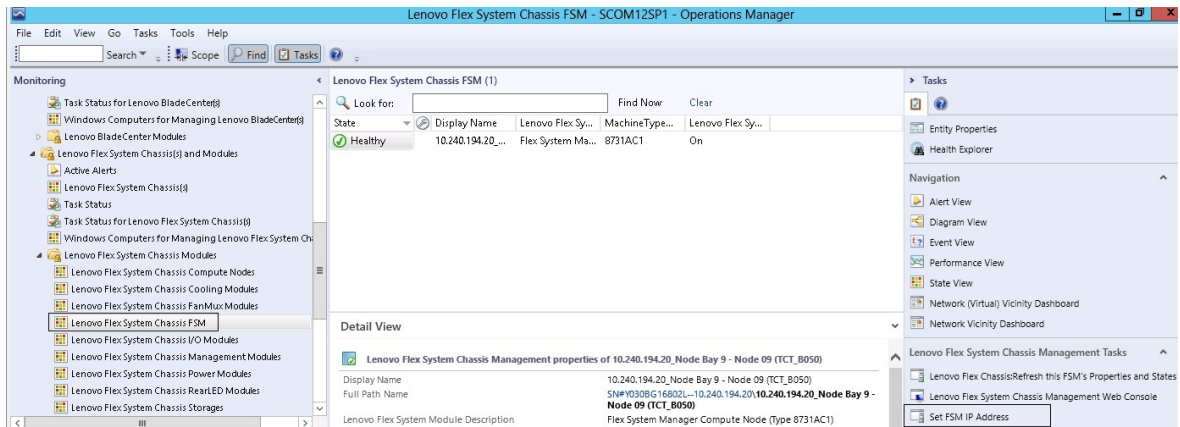 Lenovo Flex System Chassis FSM - SCOM12SP1 - Operations Manager
File Edit View Go Tasks Tools Help
Search Scope Find Tasks
Monitoring
Task Status for Lenovo BladeCenter(s)
Windows Computers for Managing Lenovo BladeCenter(s)
Lenovo BladeCenter Modules
Lenovo Flex System Chassis(s) and Modules
Active Alerts
Lenovo Flex System Chassis(s)
Task Status
Task Status for Lenovo Flex System Chassis(s)
Windows Computers for Managing Lenovo Flex System Ch
Lenovo Flex System Chassis Modules
Lenovo Flex System Chassis Compute Nodes
Lenovo Flex System Chassis Cooling Modules
Lenovo Flex System Chassis FanMux Modules
Lenovo Flex System Chassis FSM
Lenovo Flex System Chassis I/O Modules
Lenovo Flex System Chassis Management Modules
Lenovo Flex System Chassis Power Modules
Lenovo Flex System Chassis RearLED Modules
Lenovo Flex System Chassis Storages
Lenovo Flex System Chassis FSM (1)
Look for: Find Now Clear
State Display Name Lenovo Flex Sy... MachineType... Lenovo Flex Sy...
Healthy 10.240.194.20_... Flex System Ma... 8731AC1 On
Detail View
Lenovo Flex System Chassis Management properties of 10.240.194.20_Node Bay 9 - Node 09 (TCT_B050)
Display Name 10.240.194.20_Node Bay 9 - Node 09 (TCT_B050)
Full Path Name SN#Y030BG16802L--10.240.194.20\10.240.194.20_Node Bay 9 -
Node 09 (TCT_B050)
Lenovo Flex System Module Description Flex System Manager Compute Node (Type 8731AC1)
Tasks
Entity Properties
Health Explorer
Navigation
Alert View
Diagram View
Event View
Performance View
State View
Network (Virtual) Vicinity Dashboard
Network Vicinity Dashboard
Lenovo Flex System Chassis Management Tasks
Lenovo Flex Chassis:Refresh this FSM's Properties and States
Lenovo Flex System Chassis Management Web Console
Set FSM IP Address